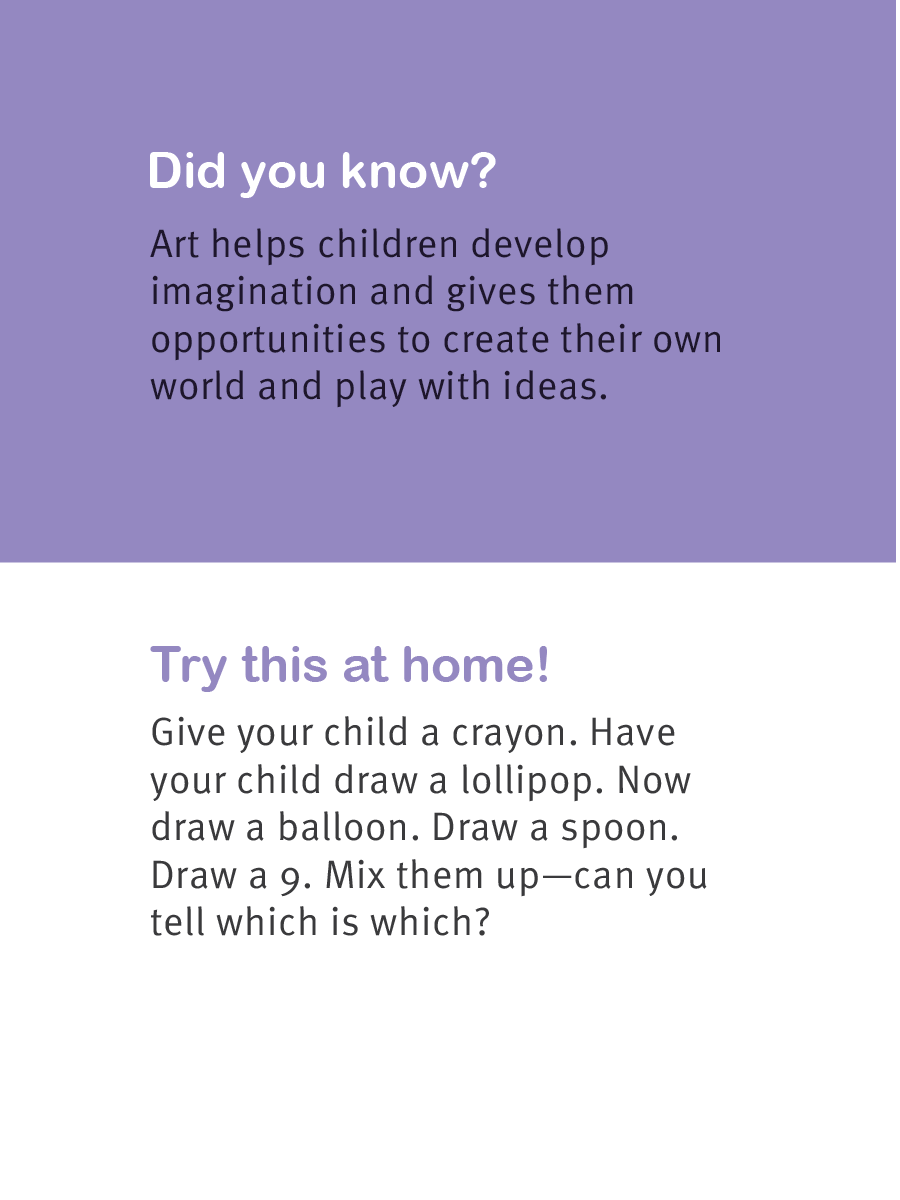 Did you know?
Art helps children develop
imagination and gives them
opportunities to create their own
world and play with ideas.
Try this at home!
Give your child a crayon. Have
your child draw a lollipop. Now
draw a balloon. Draw a spoon.
Draw a 9. Mix them up—can you
tell which is which?